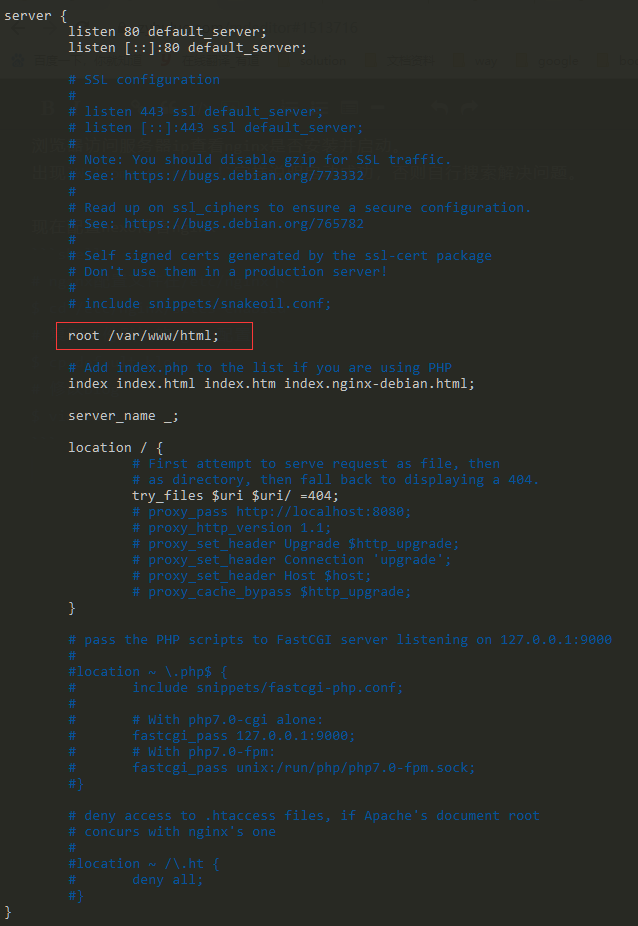 server {
listen 80 default_server;
listen [::]:80 default_server;
# SSL configuration
#
# listen 443 ssl default_server;
# listen [::]:443 ssl default_server;
#
# Note: You should disable gzip for SSL traffic.
# See: https://bugs.debian.org/773332
#
# Read up on ssl_ciphers to ensure a secure configuration.
# See: https://bugs.debian.org/765782
#
# Self signed certs generated by the ssl-cert package
# Don't use them in a production server!
#
# include snippets/snakeoil.conf;
root /var/www/html;
# Add index.php to the list if you are using PHP
index index.html index.htm index.nginx-debian.html;
server_name _;
location / {
# First attempt to serve request as file, then
# as directory, then fall back to displaying a 404.
try_files $uri $uri/ =404;
# proxy_pass http://localhost:8080;
# proxy_http_version 1.1;
# proxy_set_header Upgrade $http_upgrade;
# proxy_set_header Connection 'upgrade';
# proxy_set_header Host $host;
# proxy_cache_bypass $http_upgrade;
}
# pass the PHP scripts to FastCGI server listening on 127.0.0.1:9000
#
#location ~ \.php$ {
# include snippets/fastcgi-php.conf;
#
# # With php7.0-cgi alone:
# fastcgi_pass 127.0.0.1:9000;
# # With php7.0-fpm:
# fastcgi_pass unix:/run/php/php7.0-fpm.sock;
#}
# deny access to .htaccess files, if Apache's document root
# concurs with nginx's one
#
#location ~ /\.ht {
# deny all;
#}
}